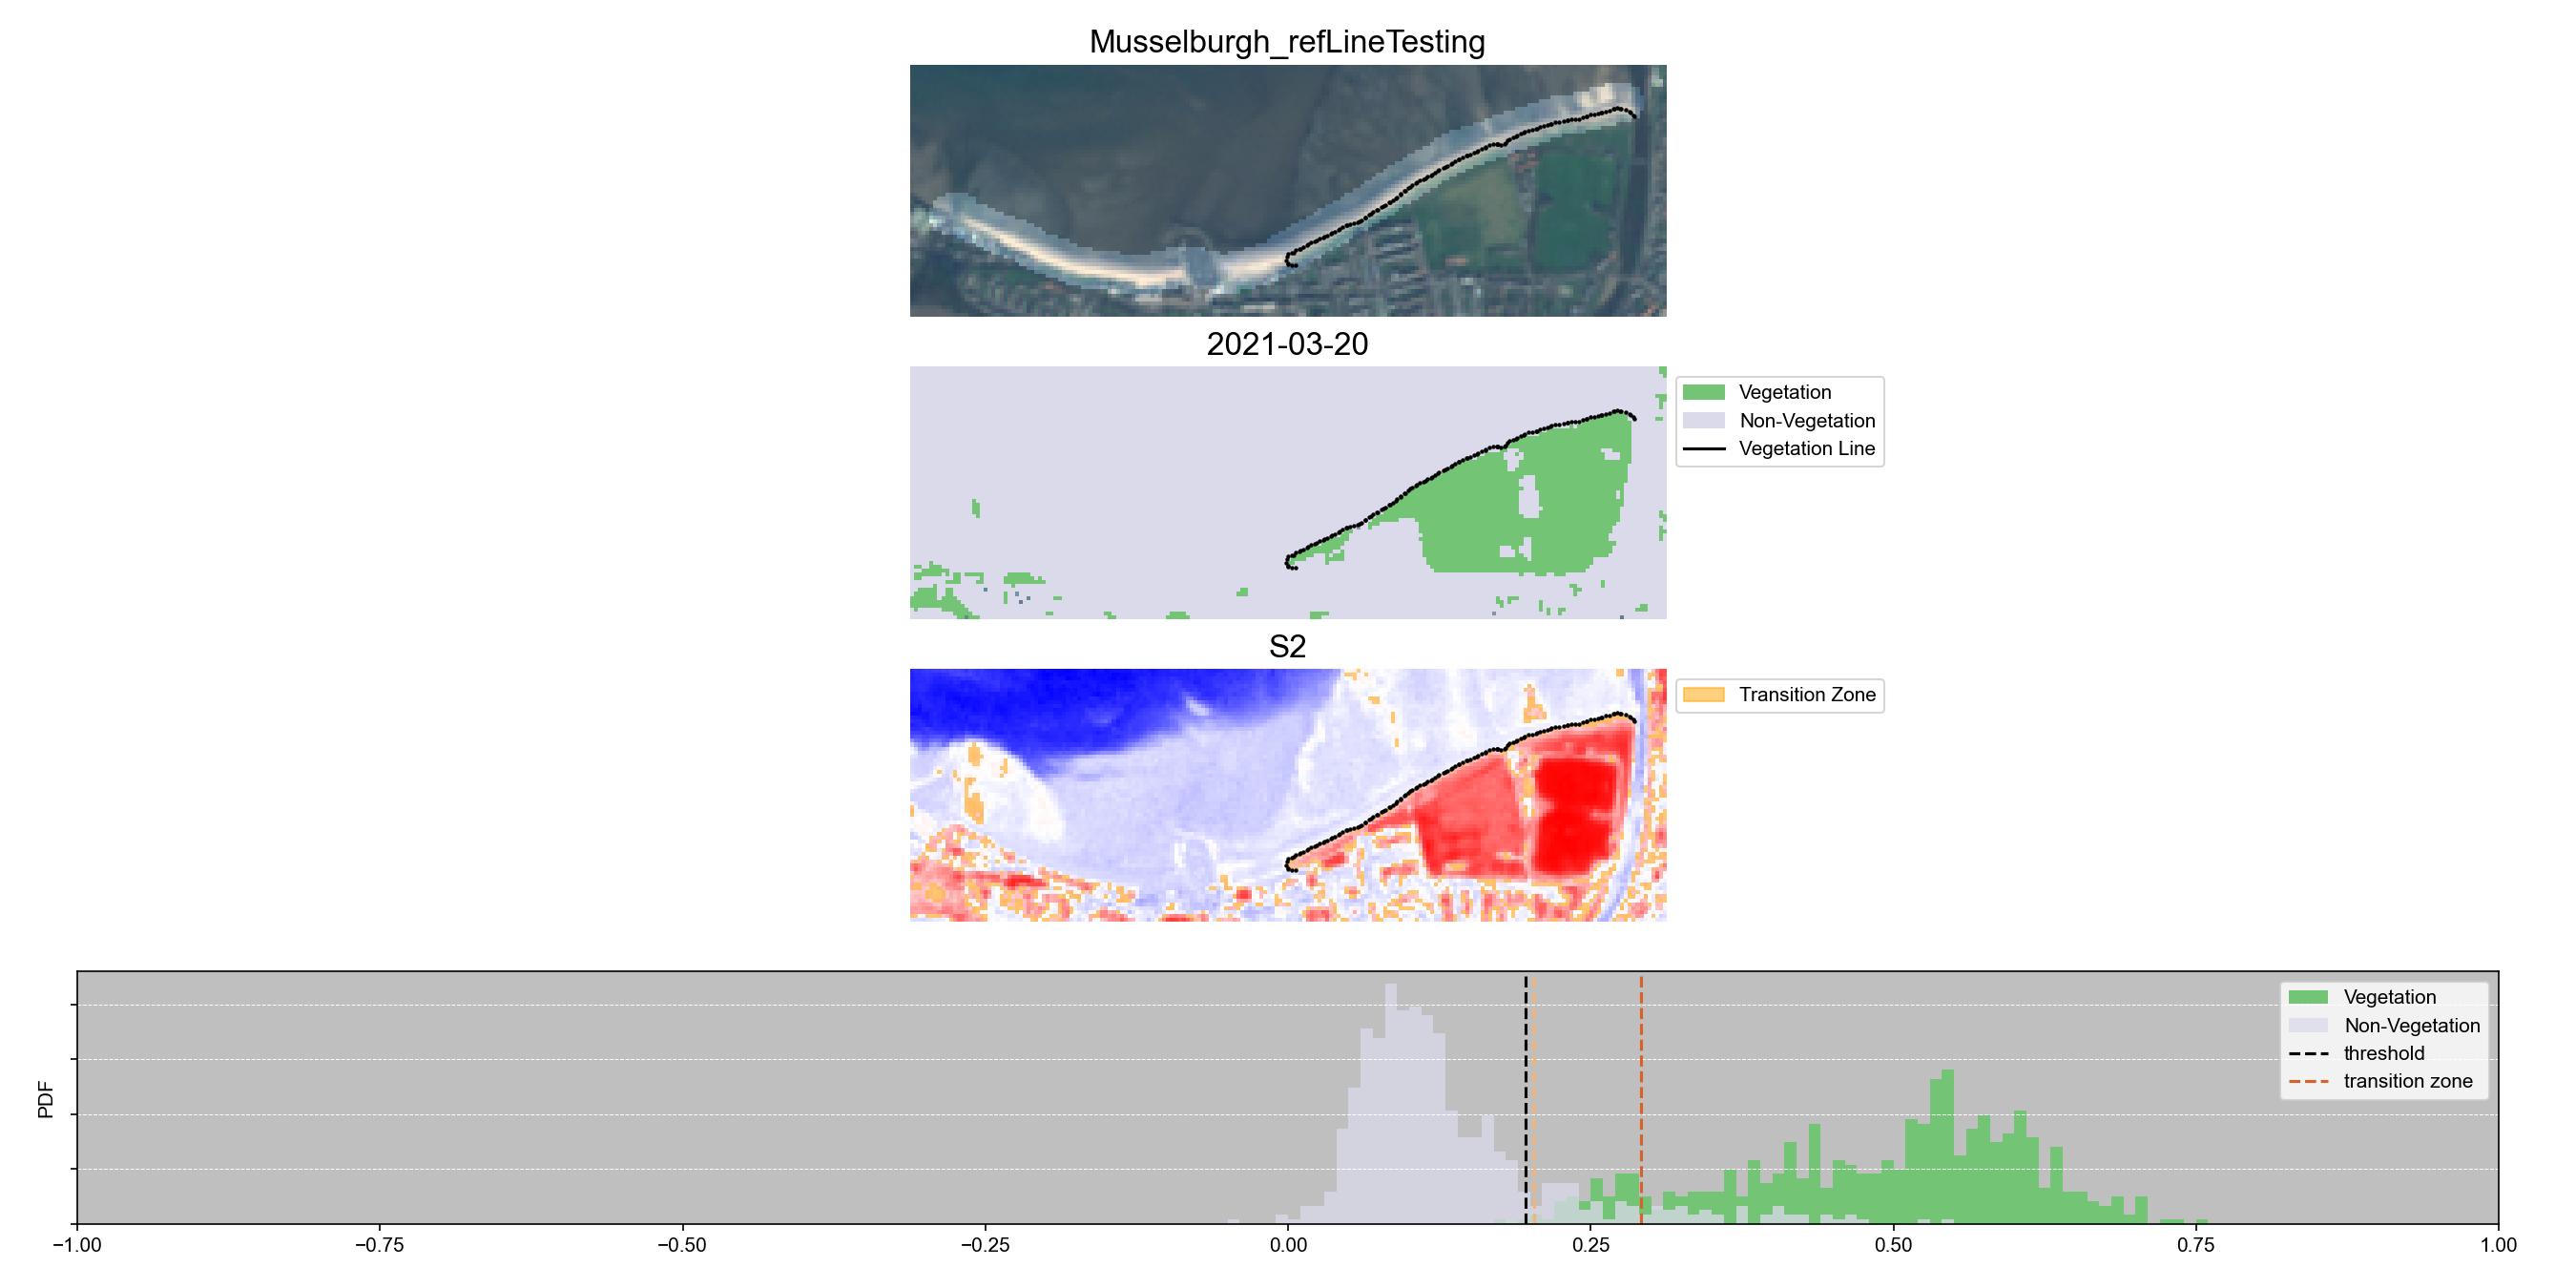 Musselburgh_refLineTesting
2021-03-20
Vegetation
Non-Vegetation
Vegetation Line
S2
Transition Zone
PDF
Vegetation
Non-Vegetation
threshold
transition zone
−1.00 −0.75 −0.50 −0.25 0.00 0.25 0.50 0.75 1.00